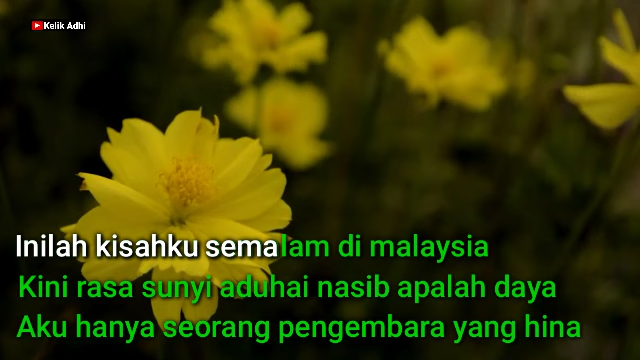 Kelik Adhi
Inilah kisahku semalam di malaysia
Kini rasa sunyi aduhai nasib apalah daya
Aku hanya seorang pengembara yang hina